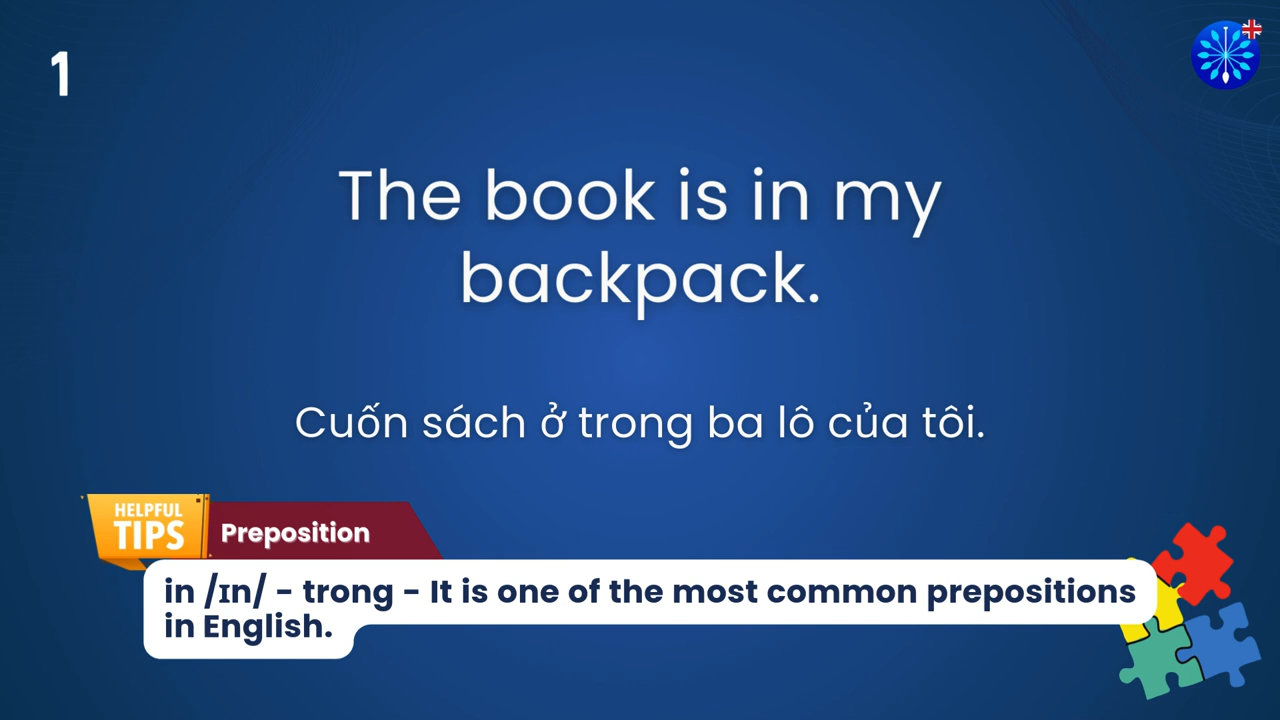 1
The book is in my
backpack.
Cuốn sách ở trong ba lô của tôi.
HELPFUL
TIPS
Preposition
in /ɪn/ - trong - It is one of the most common prepositions
in English.